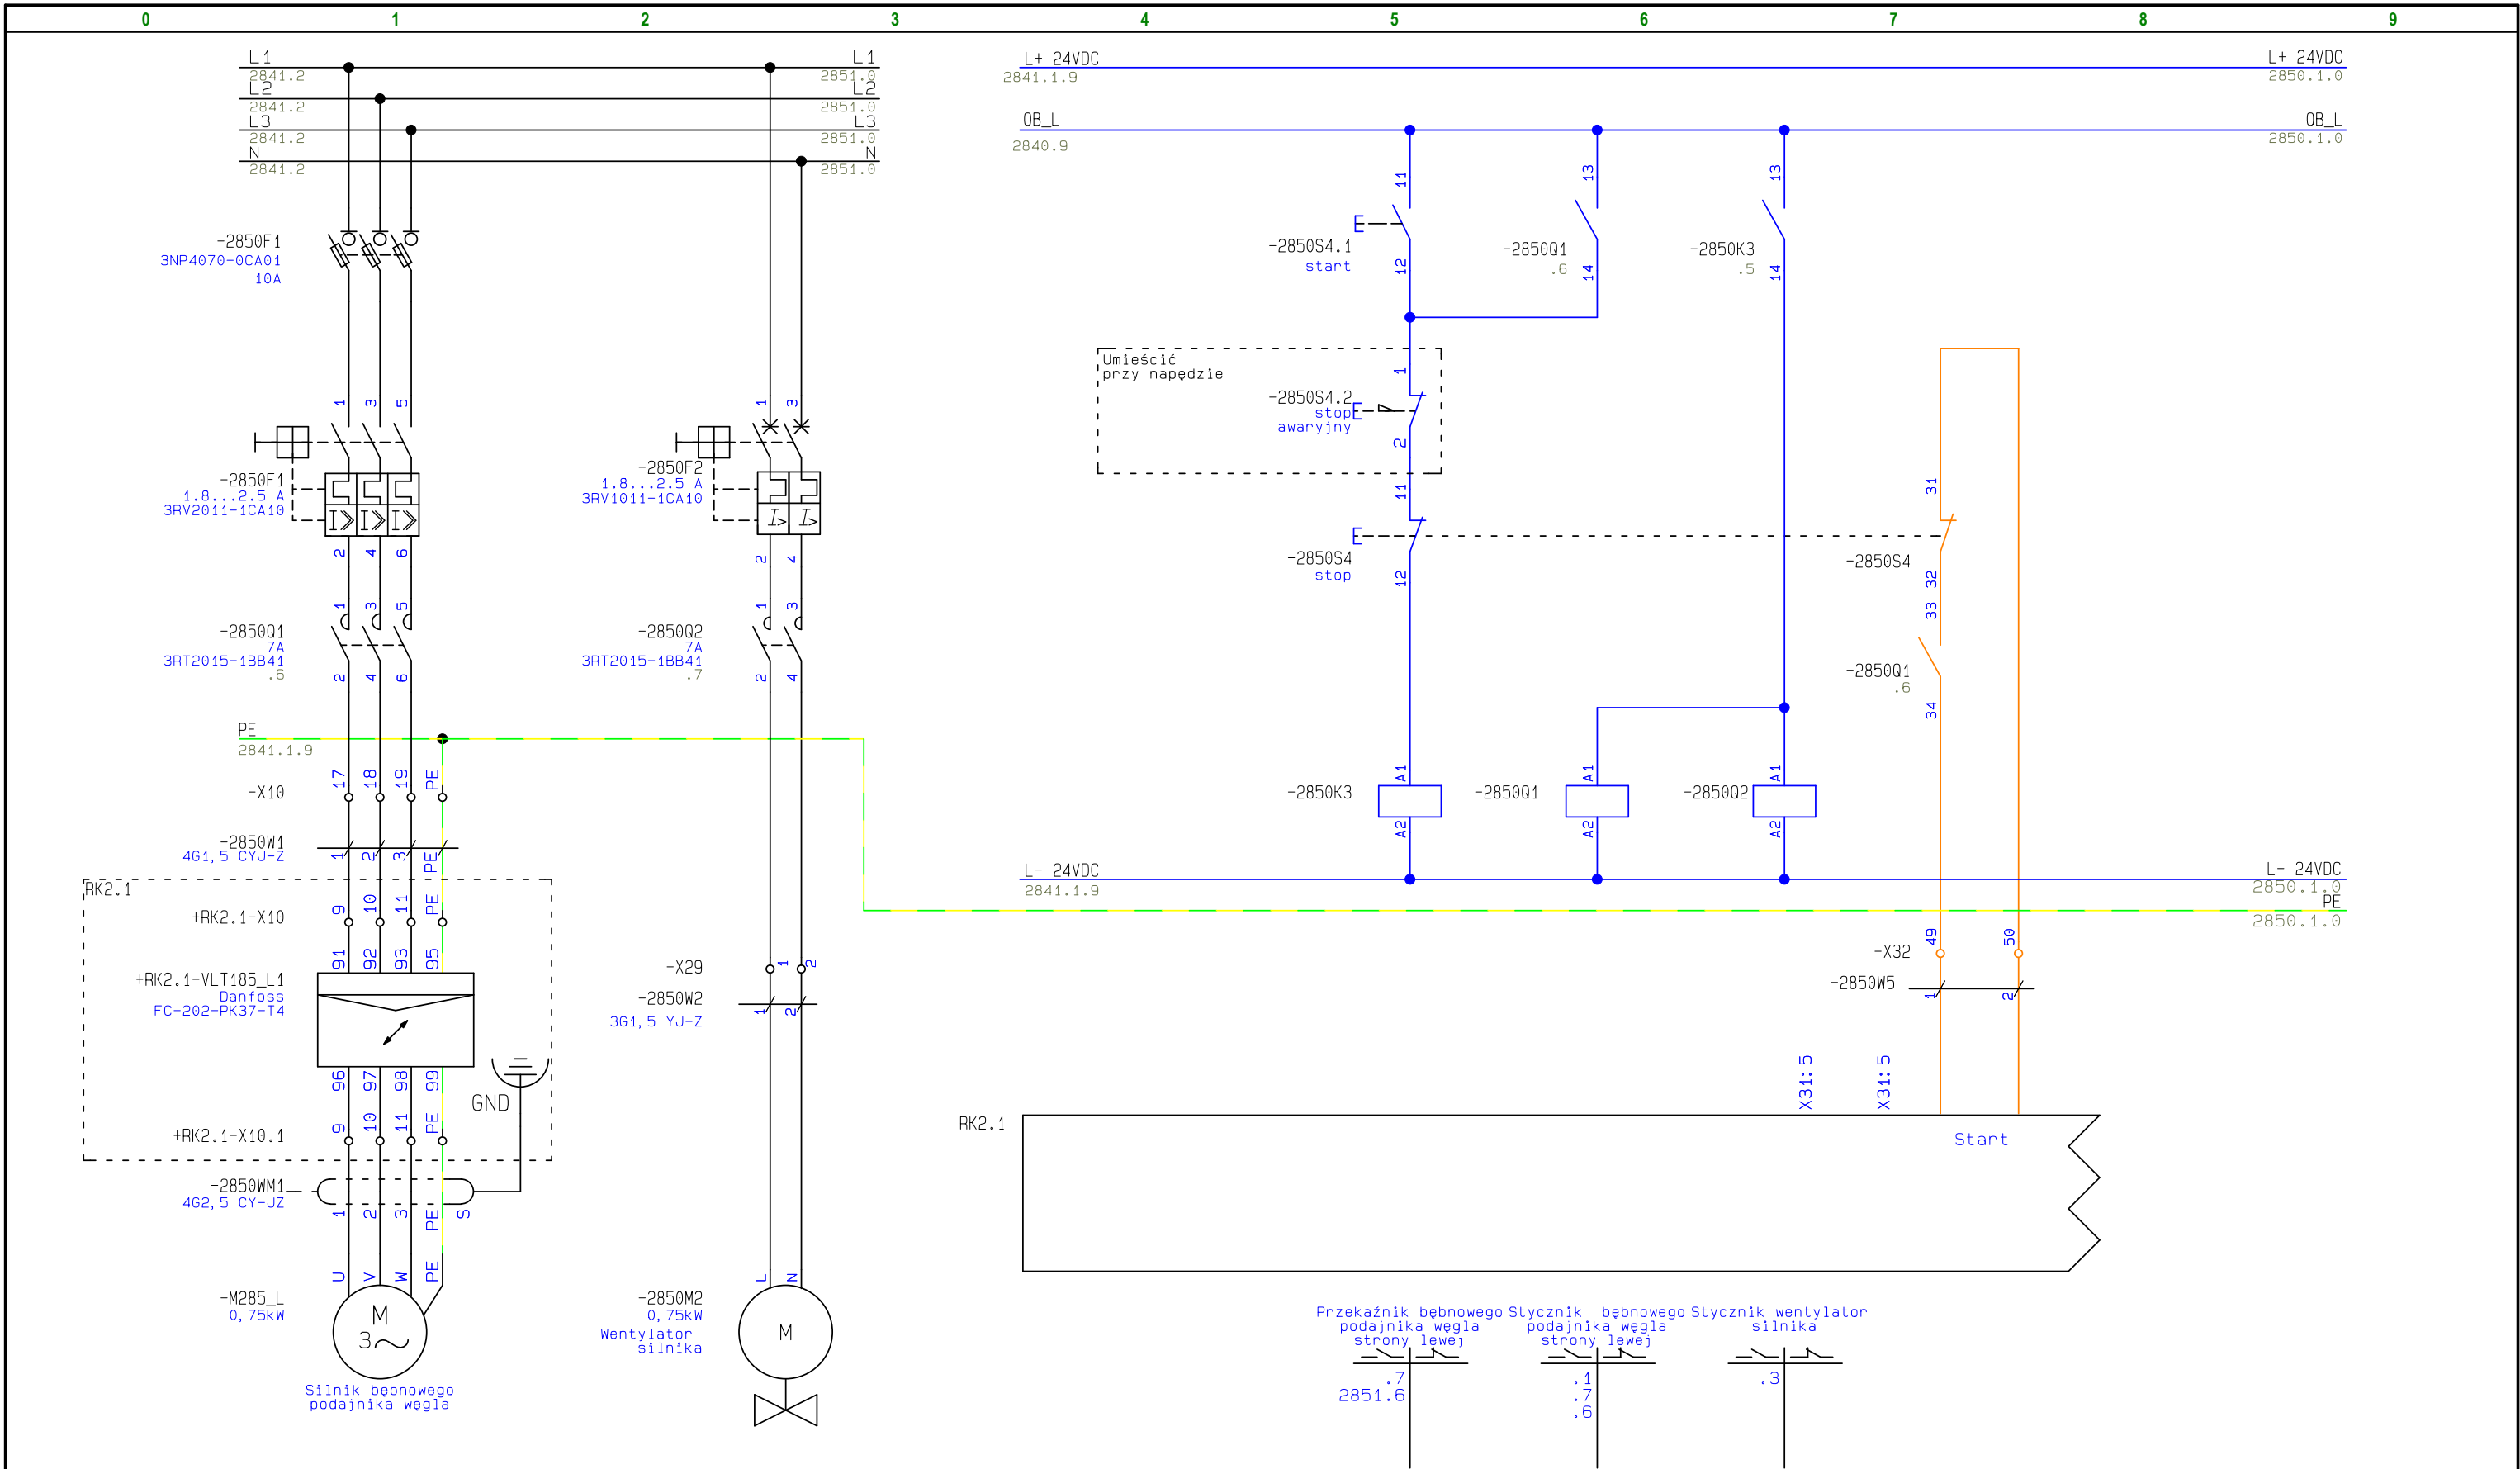 0 1 2 3 4 5 6 7 8 9
L1
2841.2
L2
2841.2
L3
2841.2
N
2841.2
L1
2851.0
L2
2851.0
L3
2851.0
N
2851.0
L+ 24VDC
2841.1.9
L+ 24VDC
2850.1.0
OB_L
2840.9
OB_L
2850.1.0
-2850F1
3NP4070-0CA01
10A
1 3 5
-2850F1
1.8...2.5 A
3RV2011-1CA10
I> I> I>
2 4 6
1 3 5
-2850Q1
7A
3RT2015-1BB41
.6
2 4 6
PE
2841.1.9
17 18 19 PE
-X10
-2850W1
4G1,5 CYJ-Z
1 2 3 PE
RK2.1
9 10 11 PE
+RK2.1-X10
91 92 93 95
+RK2.1-VLT185_L1
Danfoss
FC-202-PK37-T4
96 97 98 99
GND
9 10 11 PE
+RK2.1-X10.1
-2850WM1
4G2,5 CY-JZ
1 2 3 PE S
U V W PE
-M285_L
0,75kW
M
3
Silnik bębnowego
podajnika węgla
1 3
-2850F2
1.8...2.5 A
3RV1011-1CA10
I> I>
2 4
1 3
-2850Q2
7A
3RT2015-1BB41
.7
2 4
-X29
1 2
-2850W2
3G1,5 YJ-Z
1 2
L N
-2850M2
0,75kW
Wentylator
silnika
M
11
-2850S4.1
start
12
13
-2850Q1
.6
14
13
-2850K3
.5
14
Umieścić
przy napędzie
1
-2850S4.2
stop
awaryjny
2
11
-2850S4
stop
12
31
-2850S4
32
33
-2850Q1
.6
34
A1
-2850K3
A2
A1
-2850Q1
A2
A1
-2850Q2
A2
L- 24VDC
2841.1.9
L- 24VDC
2850.1.0
PE
2850.1.0
49 50
-X32
-2850W5
1 2
X31:5 X31:5
RK2.1
Start
Przekaźnik bębnowego
podajnika węgla
strony lewej
.7
2851.6
Stycznik bębnowego
podajnika węgla
strony lewej
.1
.7
.6
Stycznik wentylator
silnika
.3